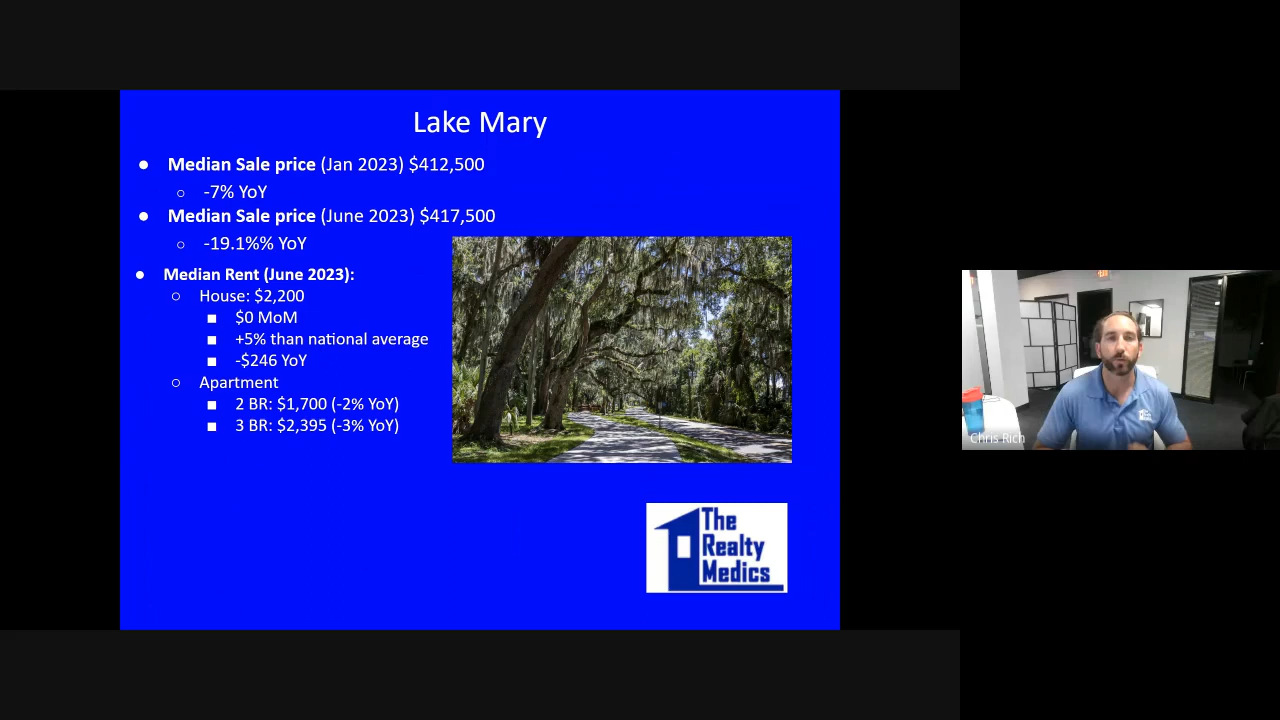 Lake Mary
● Median Sale price (Jan 2023) $412,500
○ -7% YoY
● Median Sale price (June 2023) $417,500
○ -19.1%% YoY
● Median Rent (June 2023):
○ House: $2,200
■ $0 MoM
■ +5% than national average
■ -$246 YoY
○ Apartment
■ 2 BR: $1,700 (-2% YoY)
■ 3 BR: $2,395 (-3% YoY)
The
Realty
Medics
Chris Rich